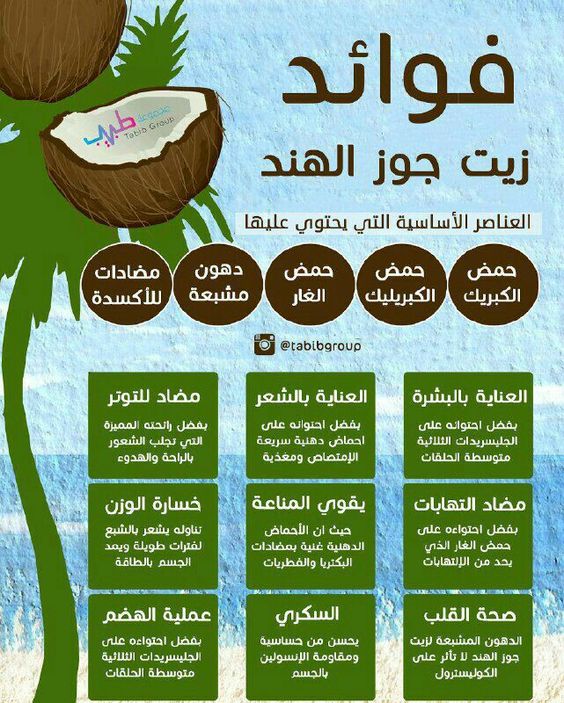 فوائد
زيت جوز الهند
مجموعة طبيب
Tabib Group
العناصر الأساسية التي يحتوي عليها
حمض
الكبريك
حمض
الكبريليك
حمض
الغار
دهون
مشبعة
مضادات
للأكسدة
@tabibgroup
العناية بالبشرة
بفضل احتوائه على
الجليسريدات الثلاثية
متوسطة الحلقات
العناية بالشعر
بفضل احتوائه على
احماض دهنية سريعة
الإمتصاص ومغذية
مضاد للتوتر
بفضل رائحته المميزة
التي تجلب الشعور
بالراحة والهدوء
مضاد التهابات
بفضل احتواءه على
حمض الغار الذي
يحد من الإلتهابات
يقوي المناعة
حيث ان الأحماض
الدهنية غنية بمضادات
البكتريا والفطريات
خسارة الوزن
تناوله يشعر بالشبع
لفترات طويلة ويمد
الجسم بالطاقة
صحة القلب
الدهون المشبعة لزيت
جوز الهند لا تأثر على
الكوليسترول
السكري
يحسن من حساسية
ومقاومة الإنسولين
بالجسم
عملية الهضم
بفضل احتواءه على
الجليسريدات الثلاثية
متوسطة الحلقات